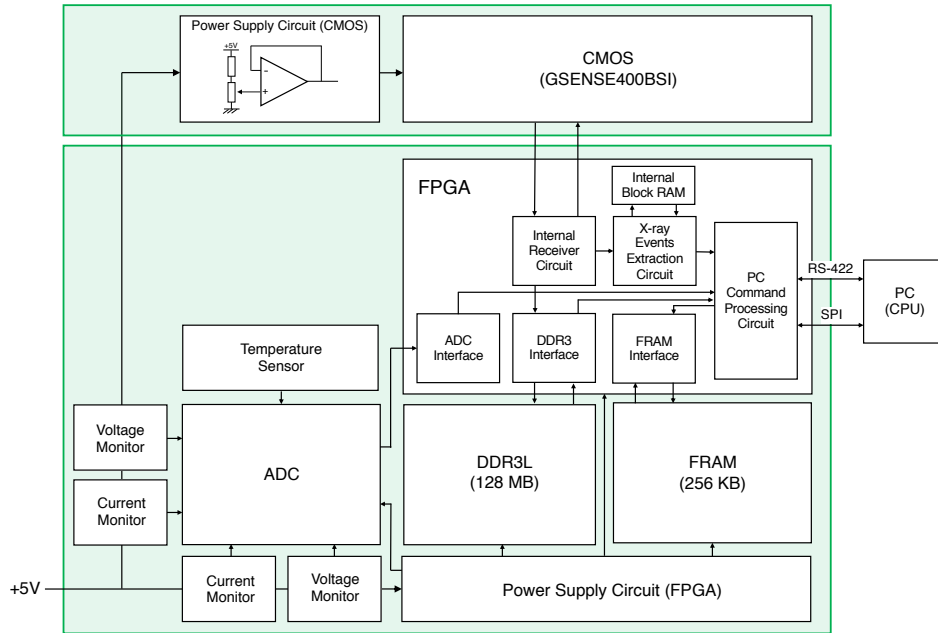 Power Supply Circuit (CMOS)
+5V
-
+
CMOS
(GSENSE400BSI)
FPGA
Internal
Block RAM
Internal
Receiver
Circuit
X-ray
Events
Extraction
Circuit
PC
Command
Processing
Circuit
RS-422
SPI
PC
(CPU)
ADC
Interface
DDR3
Interface
FRAM
Interface
Temperature
Sensor
Voltage
Monitor
Current
Monitor
ADC
DDR3L
(128 MB)
FRAM
(256 KB)
+5V
Current
Monitor
Voltage
Monitor
Power Supply Circuit (FPGA)